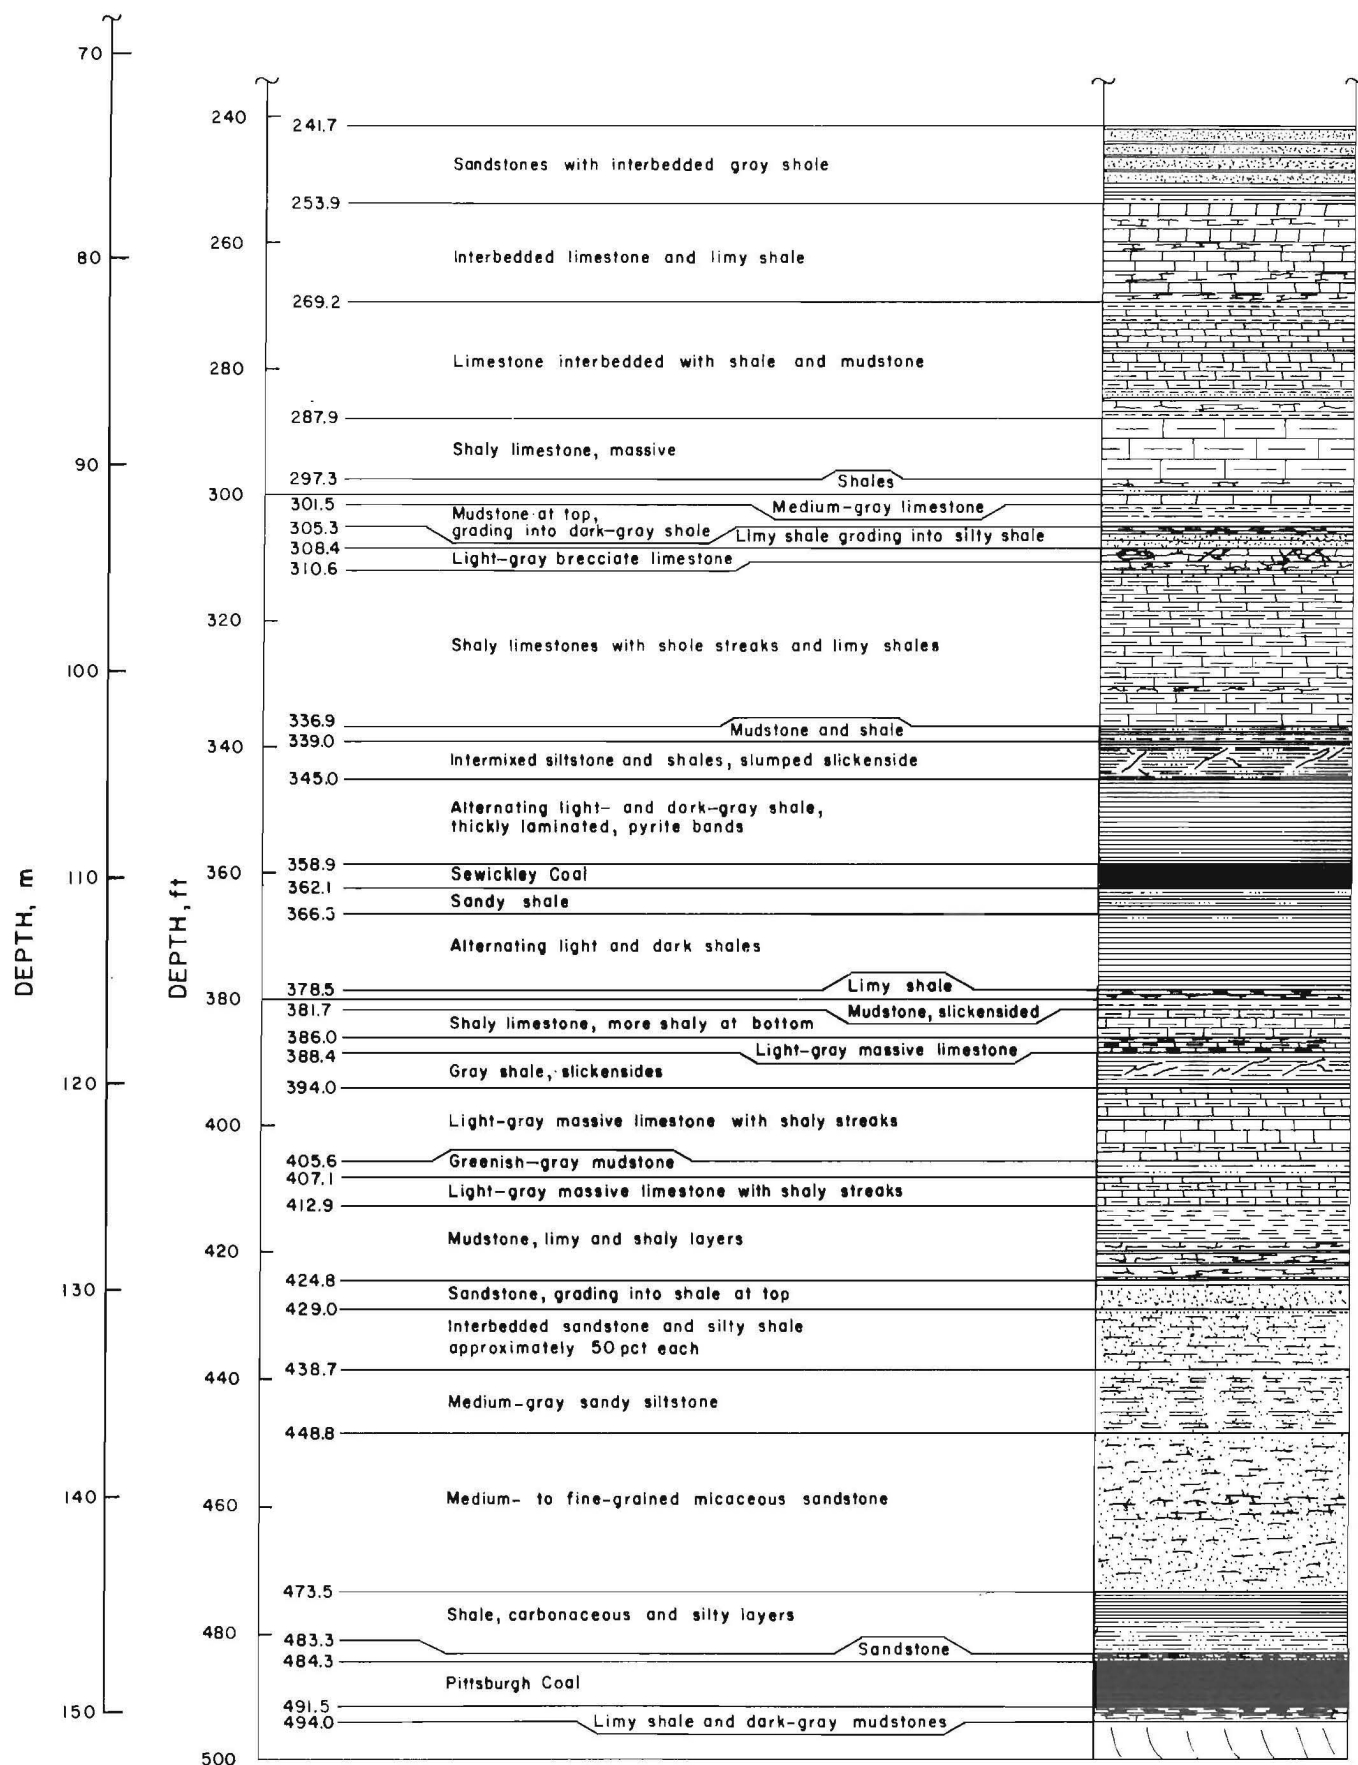 70
240
241.7
Sandstones with interbedded gray shale
253.9
260
80
Interbedded limestone and limy shale
269.2
Limestone interbedded with shale and mudstone
280
287.9
Shaly limestone, massive
90
297.3
Shales
300
301.5
Medium-gray limestone
Mudstone at top,
305.3
grading into dark-gray shale
Limy shale grading into silty shale
308.4
Light-gray brecciate limestone
310.6
320
Shaly limestones with shale streaks and limy shales
100
336.9
Mudstone and shale
339.0
340
Intermixed siltstone and shales, slumped slickenside
345.0
Alternating light- and dark-gray shale,
thickly laminated, pyrite bands
358.9
360
Sewickley Coal
110
362.1
Sandy shale
366.5
DEPTH, m
DEPTH, ft
Alternating light and dark shales
378.5
Limy shale
380
381.7
Mudstone, slickensided
Shaly limestone, more shaly at bottom
386.0
388.4
Light-gray massive limestone
Gray shale, slickensides
120
394.0
400
Light-gray massive limestone with shaly streaks
405.6
Greenish-gray mudstone
407.1
Light-gray massive limestone with shaly streaks
412.9
Mudstone, limy and shaly layers
420
424.8
130
Sandstone, grading into shale at top
429.0
Interbedded sandstone and silty shale
approximately 50 pct each
438.7
440
Medium-gray sandy siltstone
448.8
140
Medium- to fine-grained micaceous sandstone
460
473.5
Shale, carbonaceous and silty layers
480
483.3
Sandstone
484.3
Pittsburgh Coal
491.5
150
494.0
Limy shale and dark-gray mudstones
500